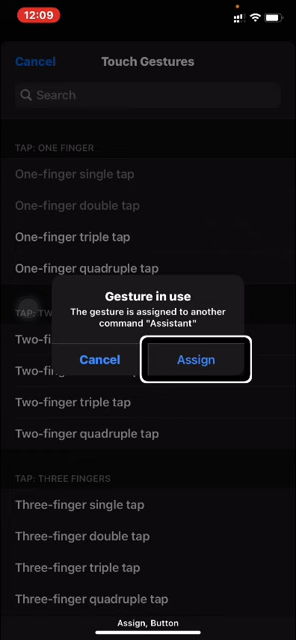 12:09
Cancel
Touch Gestures
Search
TAP: ONE FINGER
One-finger single tap
One-finger double tap
One-finger triple tap
One-finger quadruple tap
Gesture in use
The gesture is assigned to another
command "Assistant"
Cancel
Assign
Two-finger triple tap
Two-finger quadruple tap
TAP: THREE FINGERS
Three-finger single tap
Three-finger double tap
Three-finger triple tap
Three-finger quadruple tap
Assign, Button